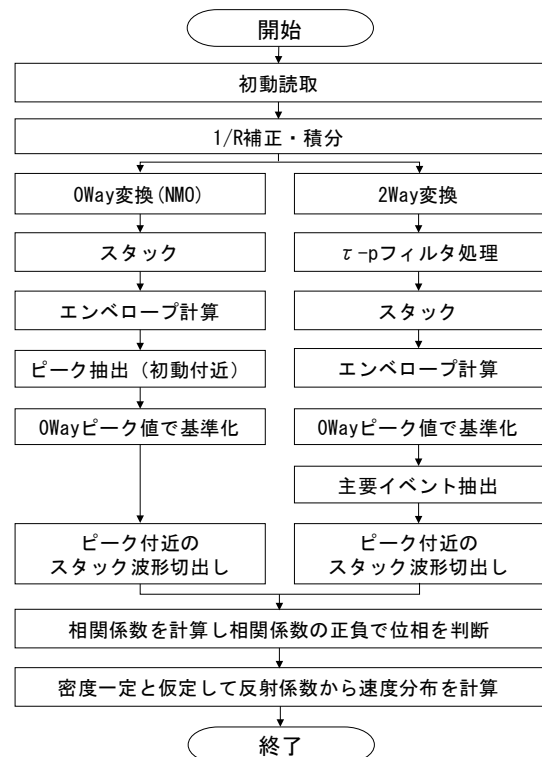 開始
初動読取
1/R補正・積分
0Way変換(NMO)
2Way変換
スタック
τ-pフィルタ処理
エンベロープ計算
スタック
ピーク抽出(初動付近)
エンベロープ計算
0Wayピーク値で基準化
0Wayピーク値で基準化
主要イベント抽出
ピーク付近の
スタック波形切出し
ピーク付近の
スタック波形切出し
相関係数を計算し相関係数の正負で位相を判断
密度一定と仮定して反射係数から速度分布を計算
終了